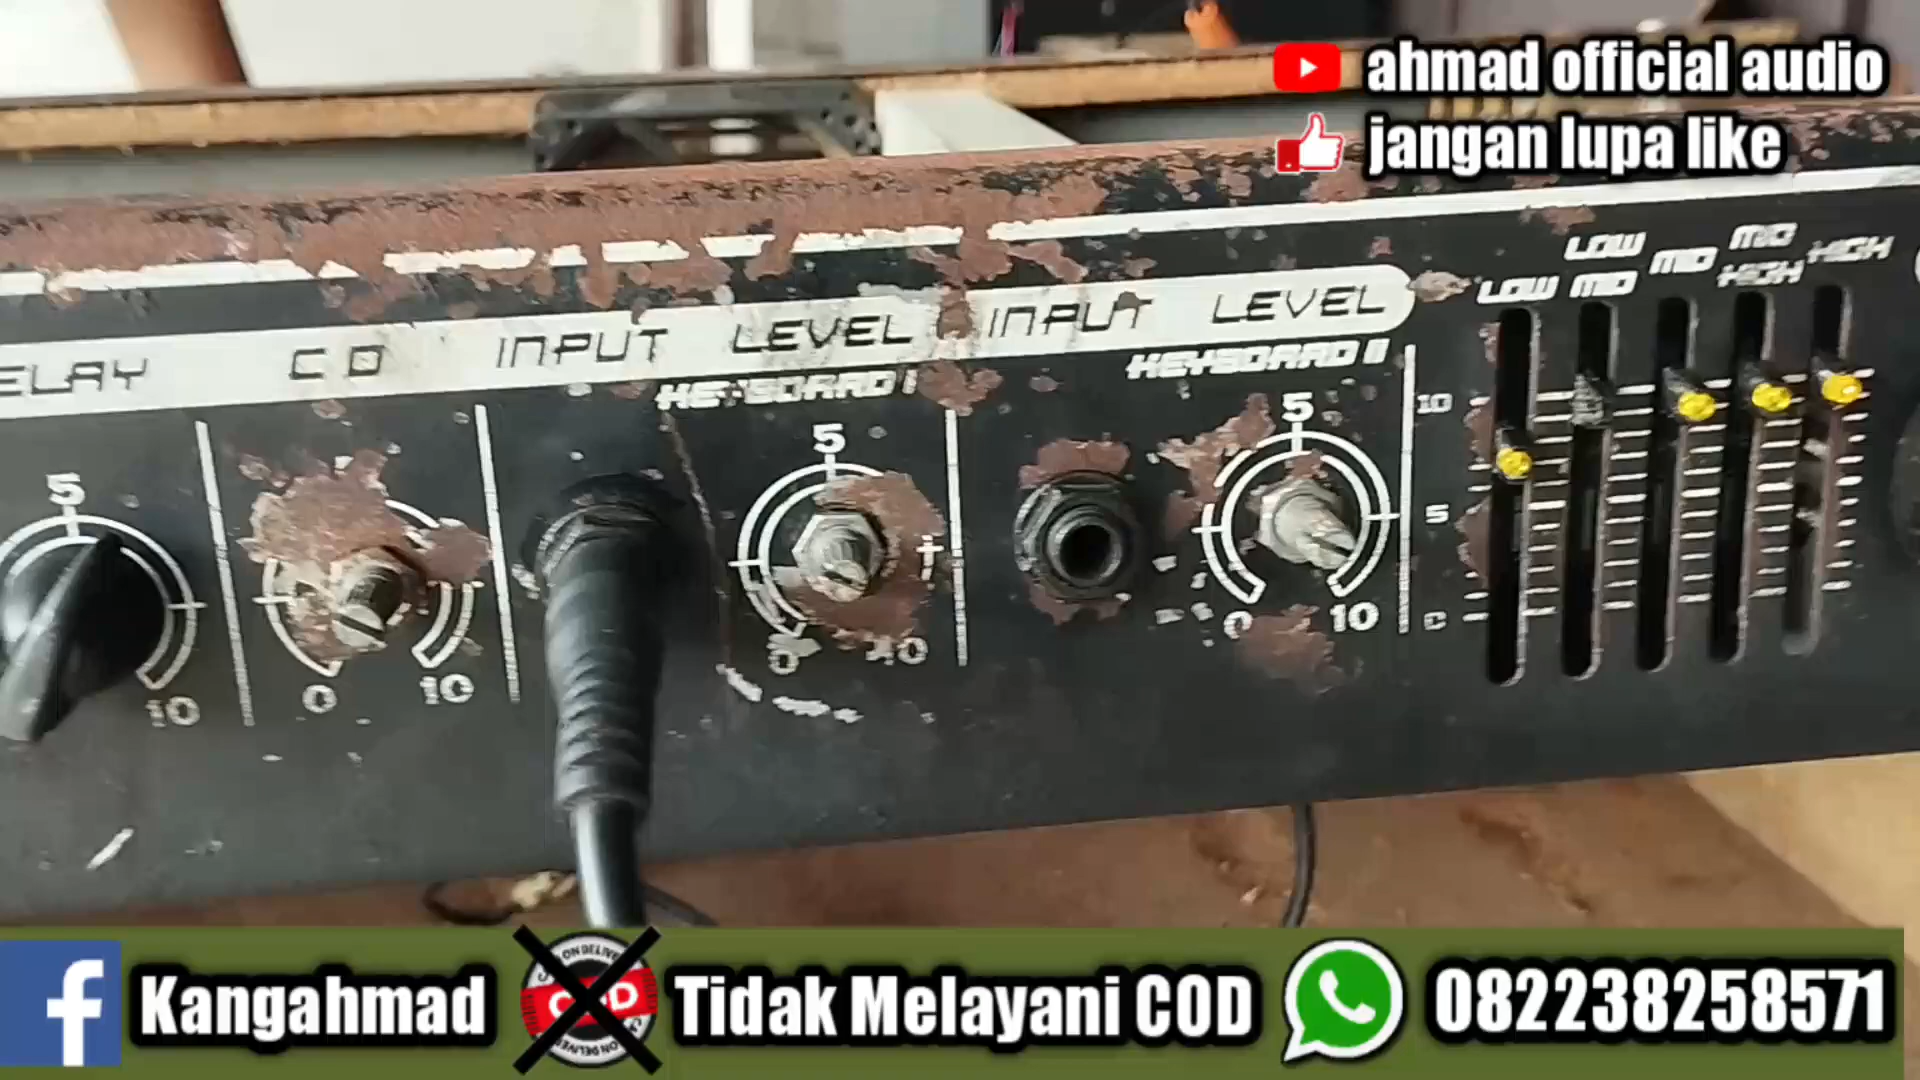 ahmad official audio
jangan lupa like
ELAY CD INPUT LEVEL INPUT LEVEL
KEYBOARD I
KEYBOARD II
LOW LOW MID MID MID HIGH HIGH
5 10
0 10
5 0 10
5 0 10
10 5 0
Kangahmad
COD
Tidak Melayani COD
082238258571